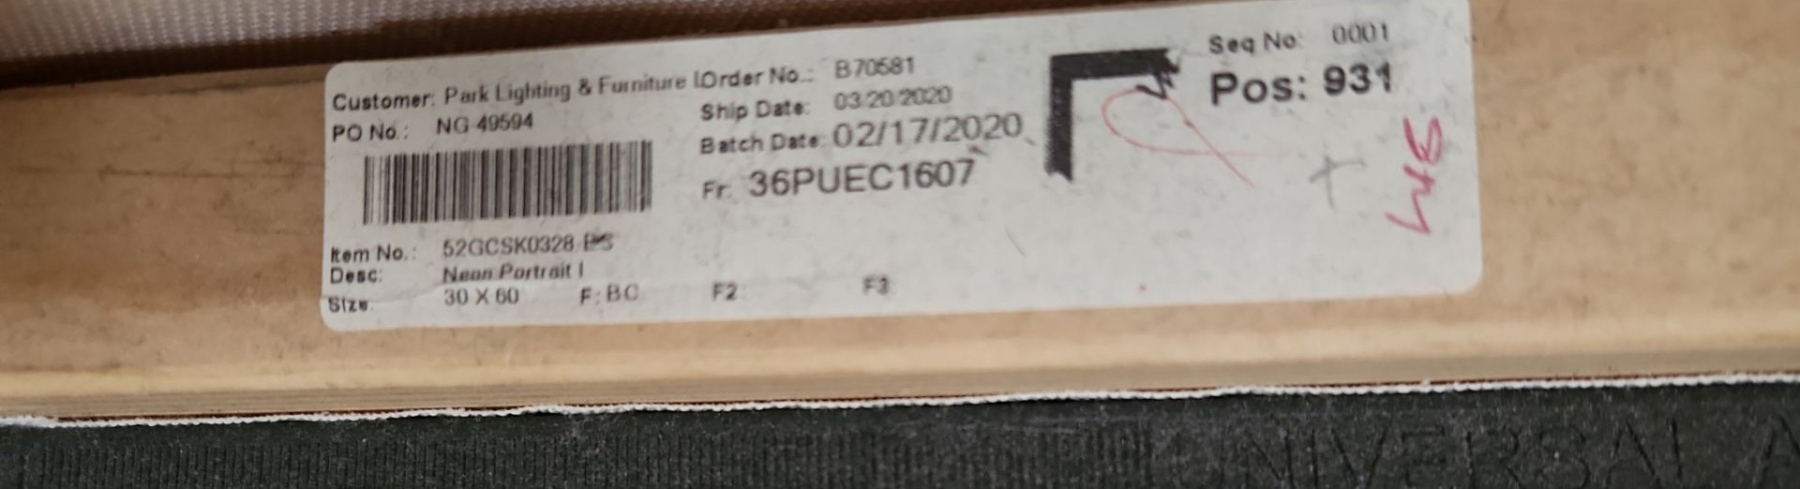 Customer: Park Lighting & Furniture Order No.: B70581
PO No.: NG 49594
Ship Date: 03/20/2020
Batch Date: 02/17/2020
Fr: 36PUEC1607
Seq No: 0001
Pos: 931
Item No.: 52GCSK0328
Desc: Neon Portrait I
Size: 30 X 60 F: BC F2: F3:
UNIVERSAL A